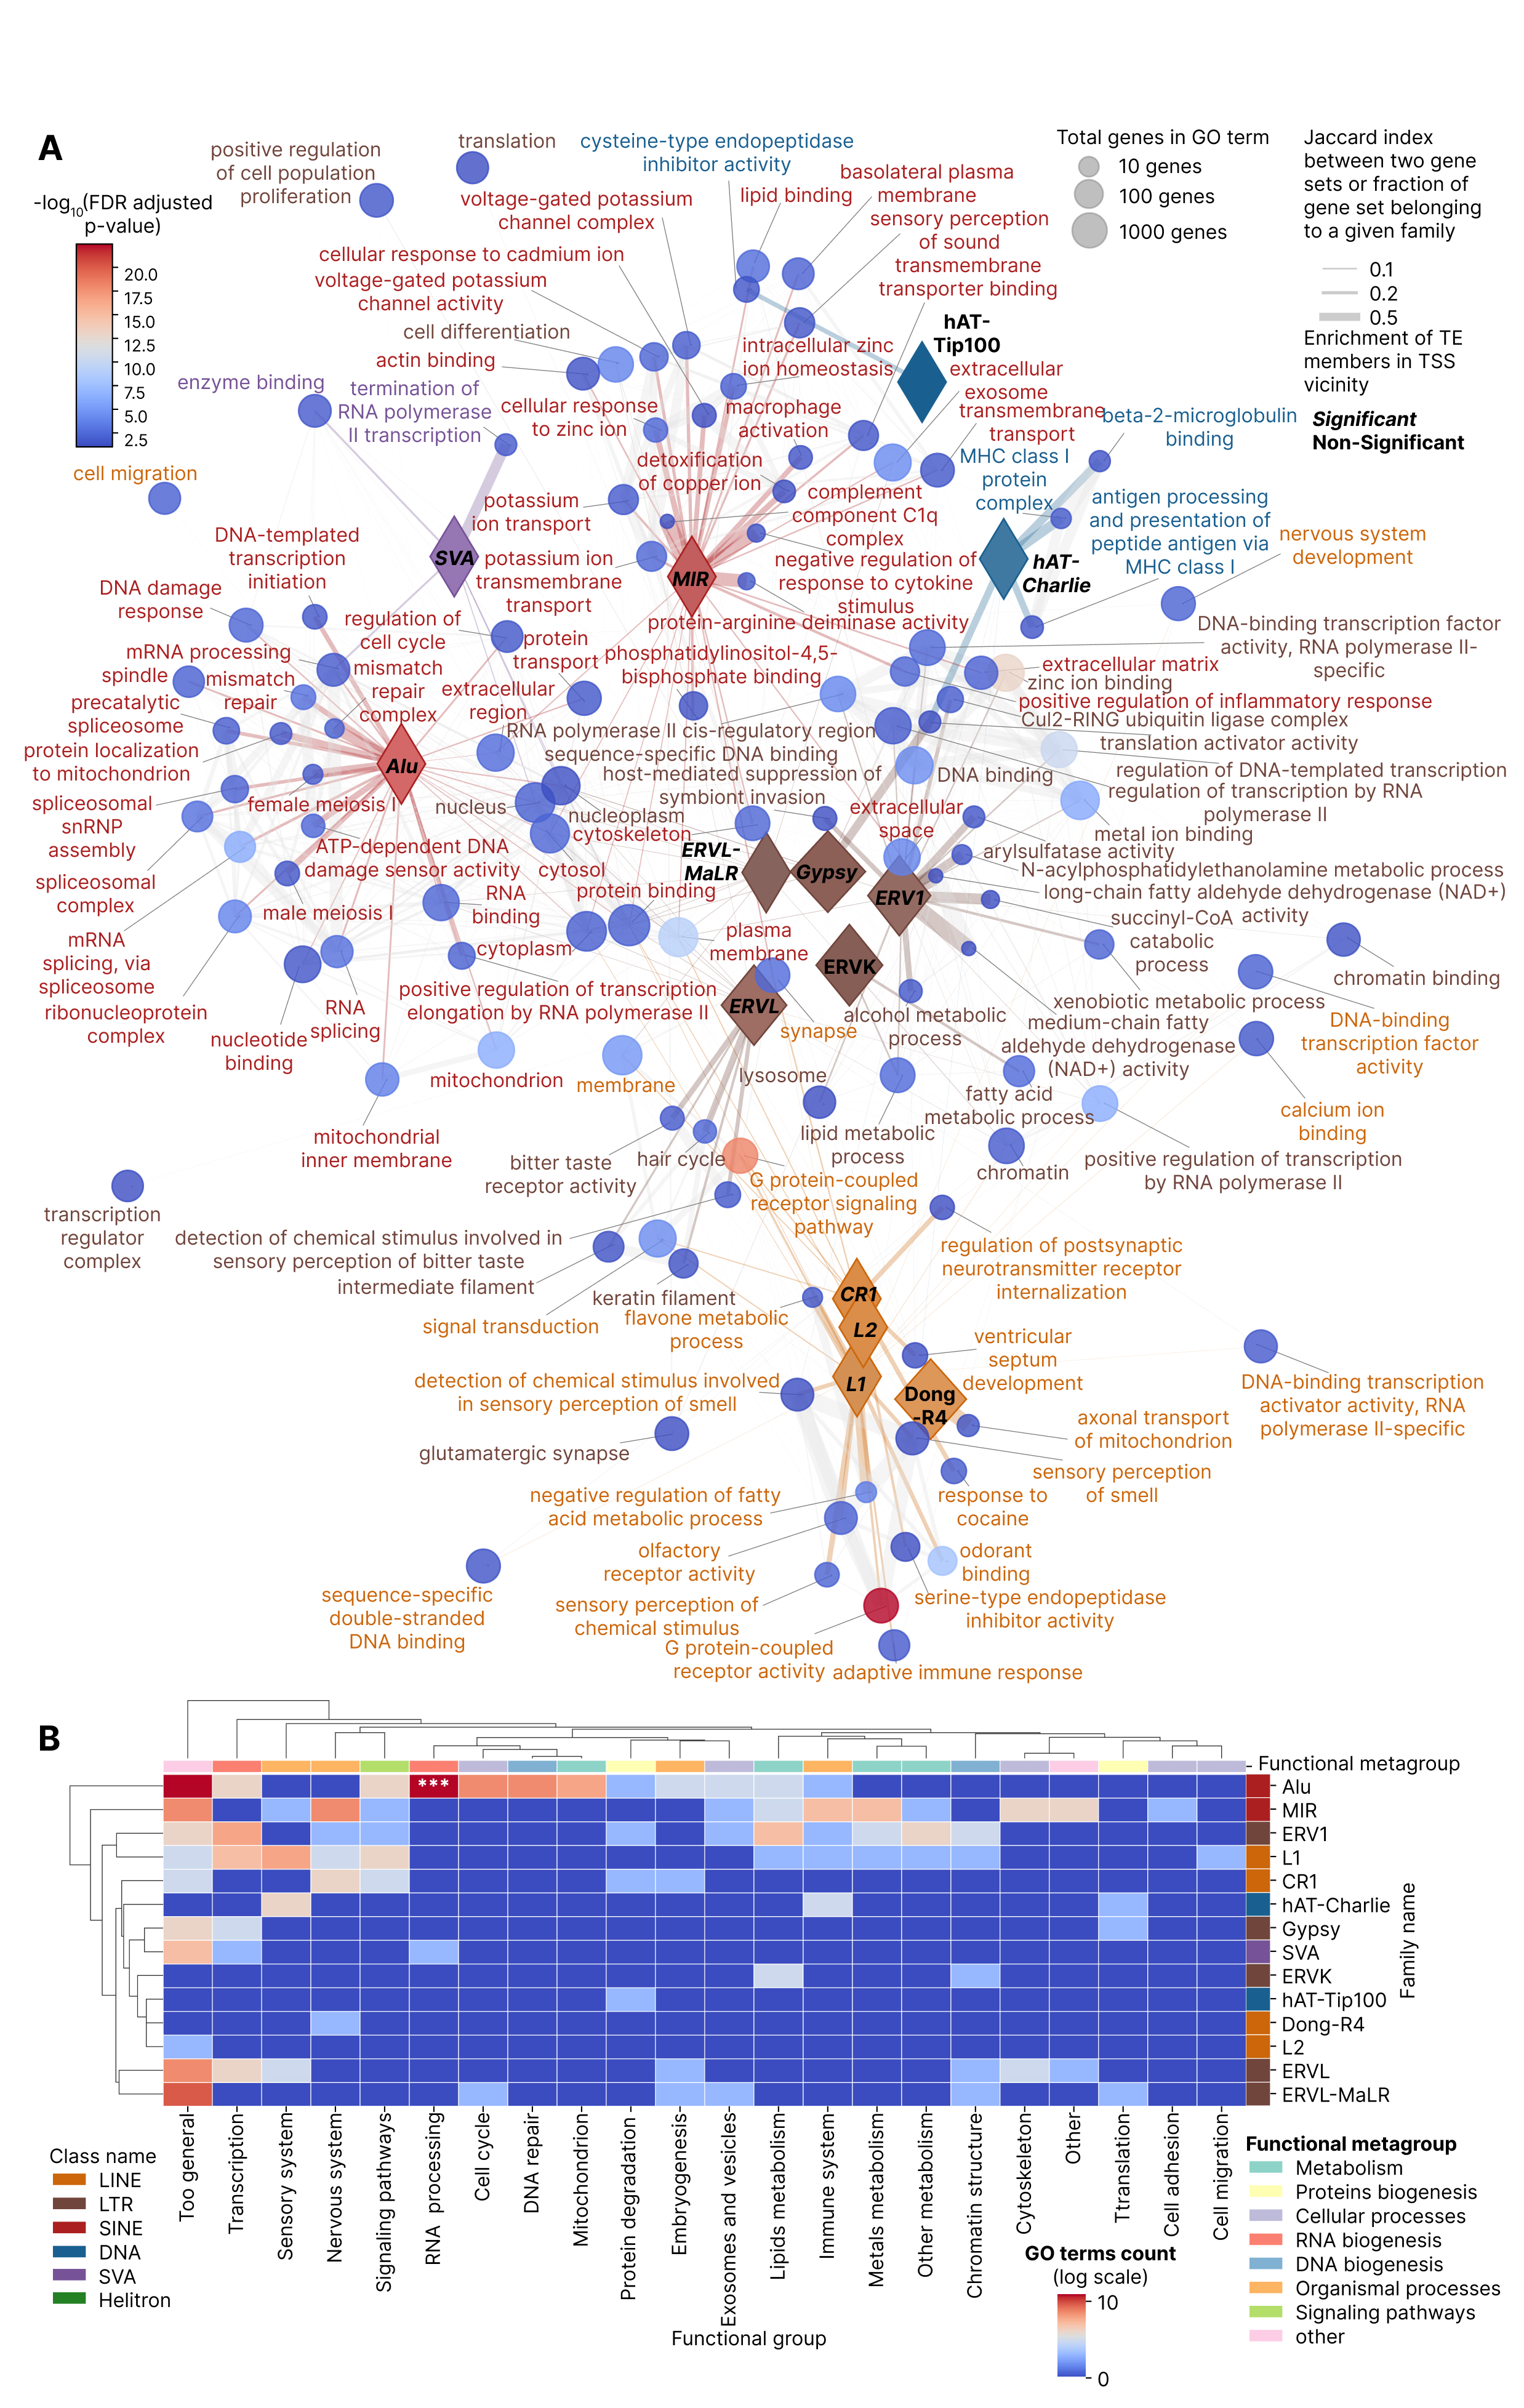 A
-log10(FDR adjusted
p-value)
20.0
17.5
15.0
12.5
10.0
7.5
5.0
2.5
Total genes in GO term
10 genes
100 genes
1000 genes
Jaccard index
between two gene
sets or fraction of
gene set belonging
to a given family
0.1
0.2
0.5
Enrichment of TE
members in TSS
vicinity
Significant
Non-Significant
positive regulation
of cell population
proliferation
translation
cysteine-type endopeptidase
inhibitor activity
voltage-gated potassium
channel complex
lipid binding
basolateral plasma
membrane
sensory perception
of sound
transmembrane
transporter binding
cellular response to cadmium ion
voltage-gated potassium
channel activity
cell differentiation
actin binding
hAT-
Tip100
intracellular zinc
ion homeostasis
extracellular
exosome
transmembrane
transport
enzyme binding
termination of
RNA polymerase
II transcription
cellular response
to zinc ion
macrophage
activation
beta-2-microglobulin
binding
MHC class I
protein
complex
cell migration
detoxification
of copper ion
potassium
ion transport
complement
component C1q
complex
antigen processing
and presentation of
peptide antigen via
MHC class I
nervous system
development
DNA-templated
transcription
initiation
SVA
potassium ion
transmembrane
transport
MIR
negative regulation of
response to cytokine
stimulus
hAT-
Charlie
DNA damage
response
regulation of
cell cycle
protein
transport
protein-arginine deiminase activity
DNA-binding transcription factor
activity, RNA polymerase II-
specific
mRNA processing
spindle
mismatch
repair
mismatch
repair
complex
phosphatidylinositol-4,5-
bisphosphate binding
extracellular matrix
zinc ion binding
positive regulation of inflammatory response
Cul2-RING ubiquitin ligase complex
translation activator activity
precatalytic
spliceosome
extracellular
region
RNA polymerase II cis-regulatory region
sequence-specific DNA binding
protein localization
to mitochondrion
Alu
host-mediated suppression of
symbiont invasion
DNA binding
regulation of DNA-templated transcription
regulation of transcription by RNA
polymerase II
metal ion binding
spliceosomal
snRNP
assembly
female meiosis I
nucleus
nucleoplasm
cytoskeleton
extracellular
space
ATP-dependent DNA
damage sensor activity
cytosol
ERVL-
MaLR
Gypsy
ERV1
arylsulfatase activity
N-acylphosphatidylethanolamine metabolic process
long-chain fatty aldehyde dehydrogenase (NAD+)
activity
spliceosomal
complex
male meiosis I
RNA
binding
protein binding
succinyl-CoA
catabolic
process
mRNA
splicing, via
spliceosome
cytoplasm
plasma
membrane
ERVK
chromatin binding
ribonucleoprotein
complex
nucleotide
binding
RNA
splicing
positive regulation of transcription
elongation by RNA polymerase II
ERVL
synapse
alcohol metabolic
process
xenobiotic metabolic process
medium-chain fatty
aldehyde dehydrogenase
(NAD+) activity
DNA-binding
transcription factor
activity
mitochondrion
membrane
lysosome
fatty acid
metabolic process
calcium ion
binding
mitochondrial
inner membrane
bitter taste
receptor activity
hair cycle
lipid metabolic
process
chromatin
positive regulation of transcription
by RNA polymerase II
transcription
regulator
complex
G protein-coupled
receptor signaling
pathway
detection of chemical stimulus involved in
sensory perception of bitter taste
intermediate filament
keratin filament
regulation of postsynaptic
neurotransmitter receptor
internalization
signal transduction
flavone metabolic
process
CR1
L2
L1
Dong
-R4
ventricular
septum
development
detection of chemical stimulus involved
in sensory perception of smell
DNA-binding transcription
activator activity, RNA
polymerase II-specific
glutamatergic synapse
axonal transport
of mitochondrion
sensory perception
of smell
negative regulation of fatty
acid metabolic process
response to
cocaine
olfactory
receptor activity
odorant
binding
sequence-specific
double-stranded
DNA binding
sensory perception of
chemical stimulus
serine-type endopeptidase
inhibitor activity
G protein-coupled
receptor activity
adaptive immune response
B
Functional metagroup
***
Alu
MIR
ERV1
L1
CR1
hAT-Charlie
Gypsy
SVA
ERVK
hAT-Tip100
Dong-R4
L2
ERVL
ERVL-MaLR
Family name
Too general
Transcription
Sensory system
Nervous system
Signaling pathways
RNA processing
Cell cycle
DNA repair
Mitochondrion
Protein degradation
Embryogenesis
Exosomes and vesicles
Lipids metabolism
Immune system
Metals metabolism
Other metabolism
Chromatin structure
Cytoskeleton
Other
Ttranslation
Cell adhesion
Cell migration
Functional group
Class name
LINE
LTR
SINE
DNA
SVA
Helitron
GO terms count
(log scale)
10
0
Functional metagroup
Metabolism
Proteins biogenesis
Cellular processes
RNA biogenesis
DNA biogenesis
Organismal processes
Signaling pathways
other